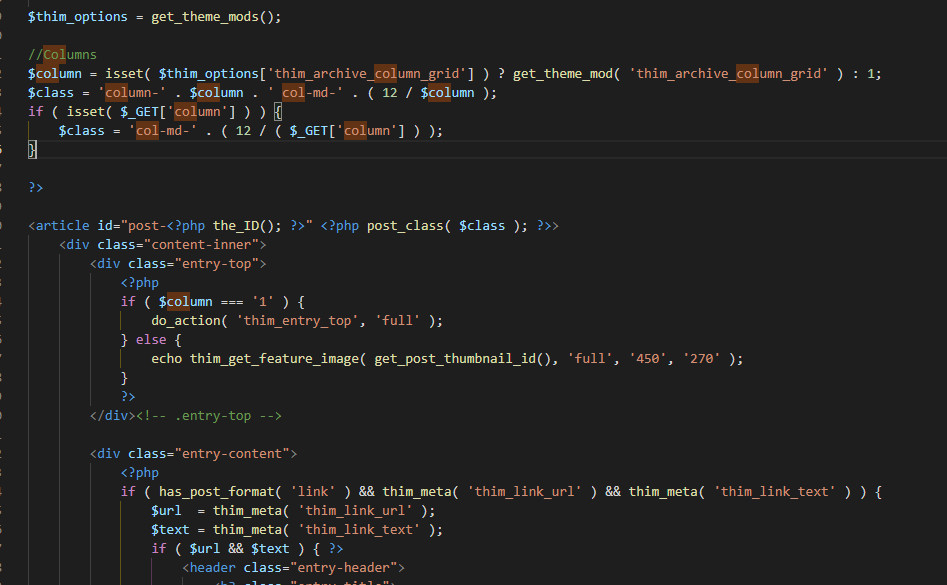 $thim_options = get_theme_mods();
//Columns
$column = isset( $thim_options['thim_archive_column_grid'] ) ? get_theme_mod( 'thim_archive_column_grid' ) : 1;
$class = 'column-' . $column . ' col-md-' . ( 12 / $column );
if ( isset( $_GET['column'] ) ) {
$class = 'col-md-' . ( 12 / ( $_GET['column'] ) );
}
?>
<article id="post-<?php the_ID(); ?>" <?php post_class( $class ); ?>>
<div class="content-inner">
<div class="entry-top">
<?php
if ( $column === '1' ) {
do_action( 'thim_entry_top', 'full' );
} else {
echo thim_get_feature_image( get_post_thumbnail_id(), 'full', '450', '270' );
}
?>
</div><!-- .entry-top -->
<div class="entry-content">
<?php
if ( has_post_format( 'link' ) && thim_meta( 'thim_link_url' ) && thim_meta( 'thim_link_text' ) ) {
$url = thim_meta( 'thim_link_url' );
$text = thim_meta( 'thim_link_text' );
if ( $url && $text ) { ?>
<header class="entry-header">